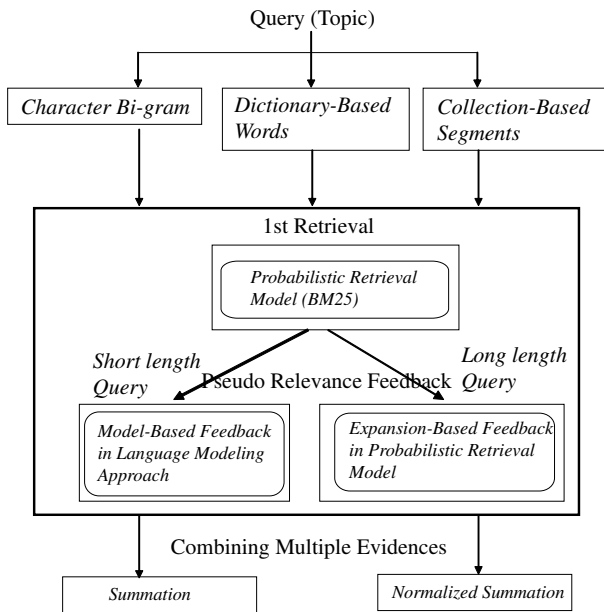 Query (Topic)
Character Bi-gram
Dictionary-Based
Words
Collection-Based
Segments
1st Retrieval
Probabilistic Retrieval
Model (BM25)
Short length
Query
Long length
Query
Pseudo Relevance Feedback
Model-Based Feedback
in Language Modeling
Approach
Expansion-Based Feedback
in Probabilistic Retrieval
Model
Combining Multiple Evidences
Summation
Normalized Summation